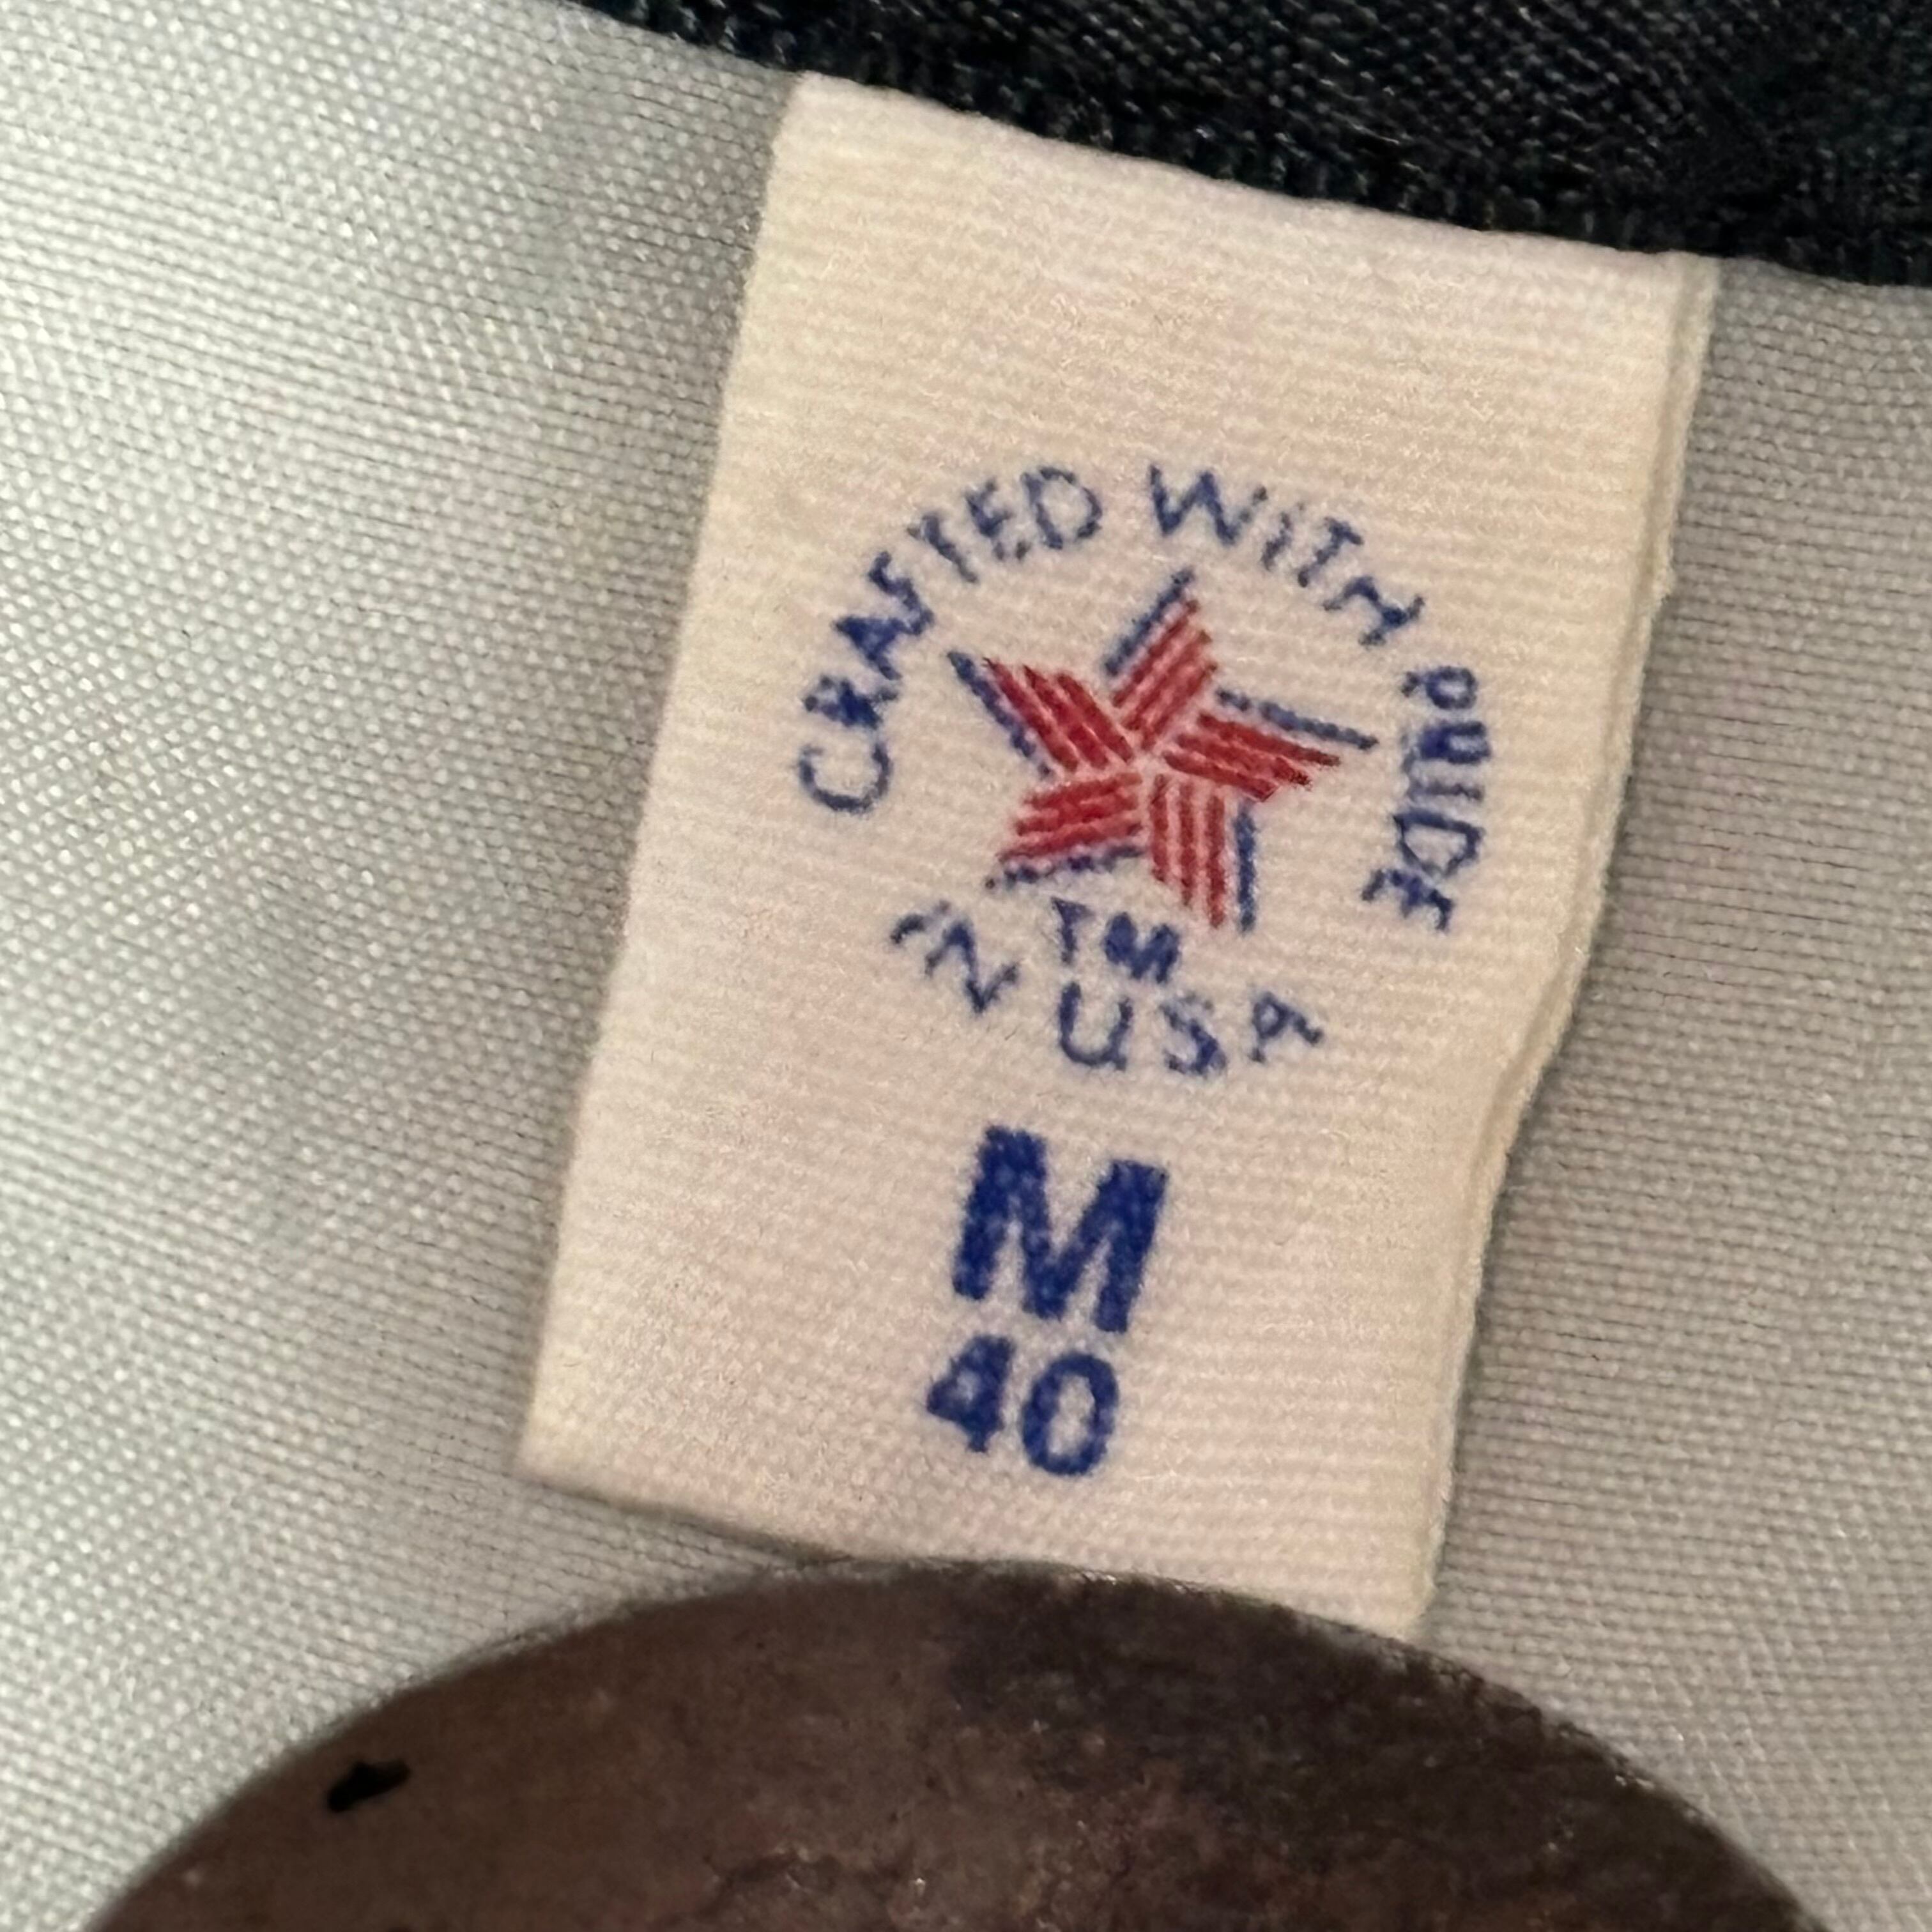 CRAFTED WITH PRIDE
TM
IN USA
M
40